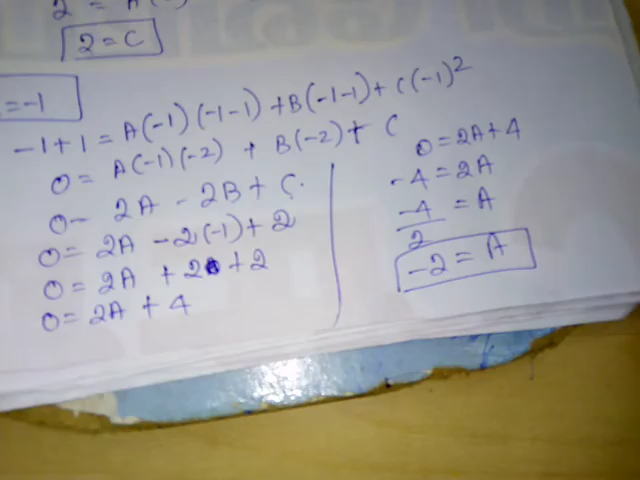 2 = A(
2 = C
= -1
-1+1 = A(-1)(-1-1) + B(-1-1) + C(-1)²
0 = A(-1)(-2) + B(-2) + C
0 = 2A - 2B + C.
0 = 2A - 2(-1) + 2
0 = 2A + 2 + 2
0 = 2A + 4
0 = 2A + 4
-4 = 2A
-4/2 = A
-2 = A